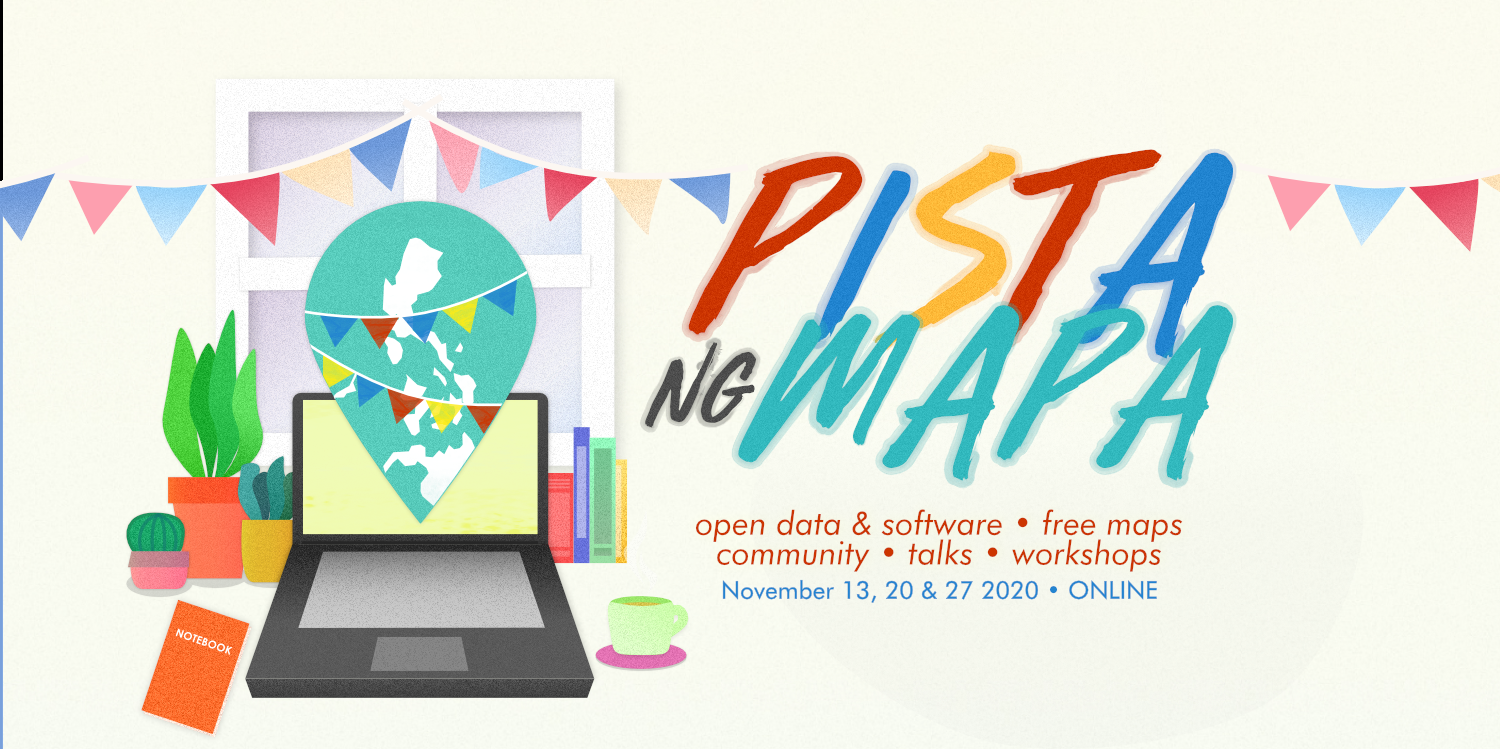 PISTA
NG MAPA
open data & software • free maps
community • talks • workshops
November 13, 20 & 27 2020 • ONLINE
NOTEBOOK